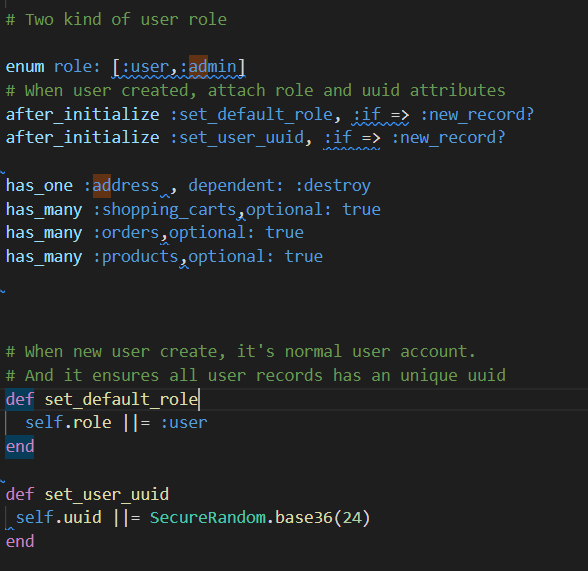 # Two kind of user role
enum role: [:user,:admin]
# When user created, attach role and uuid attributes
after_initialize :set_default_role, :if => :new_record?
after_initialize :set_user_uuid, :if => :new_record?
has_one :address , dependent: :destroy
has_many :shopping_carts,optional: true
has_many :orders,optional: true
has_many :products,optional: true
# When new user create, it's normal user account.
# And it ensures all user records has an unique uuid
def set_default_role
  self.role ||= :user
end
def set_user_uuid
 self.uuid ||= SecureRandom.base36(24)
end